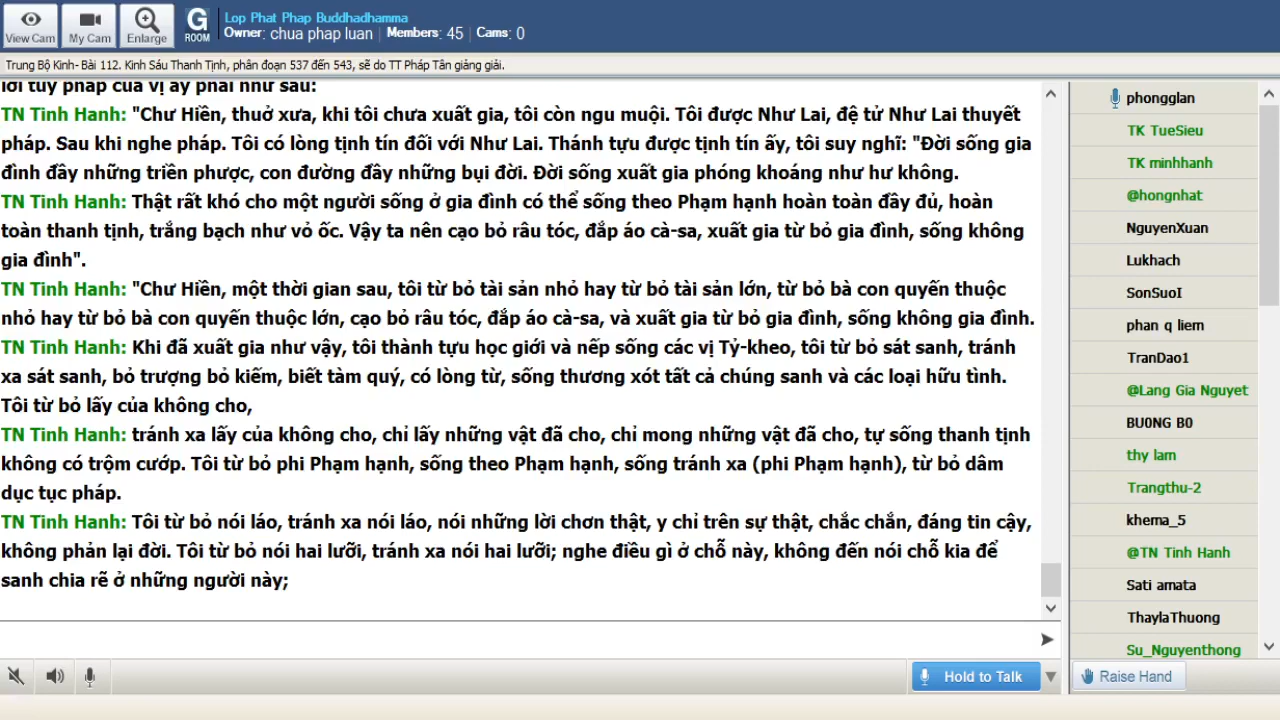 View Cam
My Cam
Enlarge
G
ROOM
Lop Phat Phap Buddhadhamma
Owner: chua phap luan | Members: 45 | Cams: 0
Trung Bộ Kinh- Bài 112. Kinh Sáu Thanh Tịnh, phân đoạn 537 đến 543, sẽ do TT Pháp Tân giảng giải.
lời tùy pháp của vị ấy phải như sau:
TN Tinh Hanh: "Chư Hiền, thuở xưa, khi tôi chưa xuất gia, tôi còn ngu muội. Tôi được Như Lai, đệ tử Như Lai thuyết
pháp. Sau khi nghe pháp. Tôi có lòng tịnh tín đối với Như Lai. Thánh tựu được tịnh tín ấy, tôi suy nghĩ: "Đời sống gia
đình đầy những triền phược, con đường đầy những bụi đời. Đời sống xuất gia phóng khoáng như hư không.
TN Tinh Hanh: Thật rất khó cho một người sống ở gia đình có thể sống theo Phạm hạnh hoàn toàn đầy đủ, hoàn
toàn thanh tịnh, trắng bạch như vỏ ốc. Vậy ta nên cạo bỏ râu tóc, đắp áo cà-sa, xuất gia từ bỏ gia đình, sống không
gia đình".
TN Tinh Hanh: "Chư Hiền, một thời gian sau, tôi từ bỏ tài sản nhỏ hay từ bỏ tài sản lớn, từ bỏ bà con quyến thuộc
nhỏ hay từ bỏ bà con quyến thuộc lớn, cạo bỏ râu tóc, đắp áo cà-sa, và xuất gia từ bỏ gia đình, sống không gia đình.
TN Tinh Hanh: Khi đã xuất gia như vậy, tôi thành tựu học giới và nếp sống các vị Tỷ-kheo, tôi từ bỏ sát sanh, tránh
xa sát sanh, bỏ trượng bỏ kiếm, biết tàm quý, có lòng từ, sống thương xót tất cả chúng sanh và các loại hữu tình.
Tôi từ bỏ lấy của không cho,
TN Tinh Hanh: tránh xa lấy của không cho, chỉ lấy những vật đã cho, chỉ mong những vật đã cho, tự sống thanh tịnh
không có trộm cướp. Tôi từ bỏ phi Phạm hạnh, sống theo Phạm hạnh, sống tránh xa (phi Phạm hạnh), từ bỏ dâm
dục tục pháp.
TN Tinh Hanh: Tôi từ bỏ nói láo, tránh xa nói láo, nói những lời chơn thật, y chỉ trên sự thật, chắc chắn, đáng tin cậy,
không phản lại đời. Tôi từ bỏ nói hai lưỡi, tránh xa nói hai lưỡi; nghe điều gì ở chỗ này, không đến nói chỗ kia để
sanh chia rẽ ở những người này;
phongglan
TK TueSieu
TK minhhanh
@hongnhat
NguyenXuan
Lukhach
SonSuoI
phan q liem
TranDao1
@Lang Gia Nguyet
BU0NG B0
thy lam
Trangthu-2
khema_5
@TN Tinh Hanh
Sati amata
ThaylaThuong
Su_Nguyenthong
Hold to Talk
Raise Hand